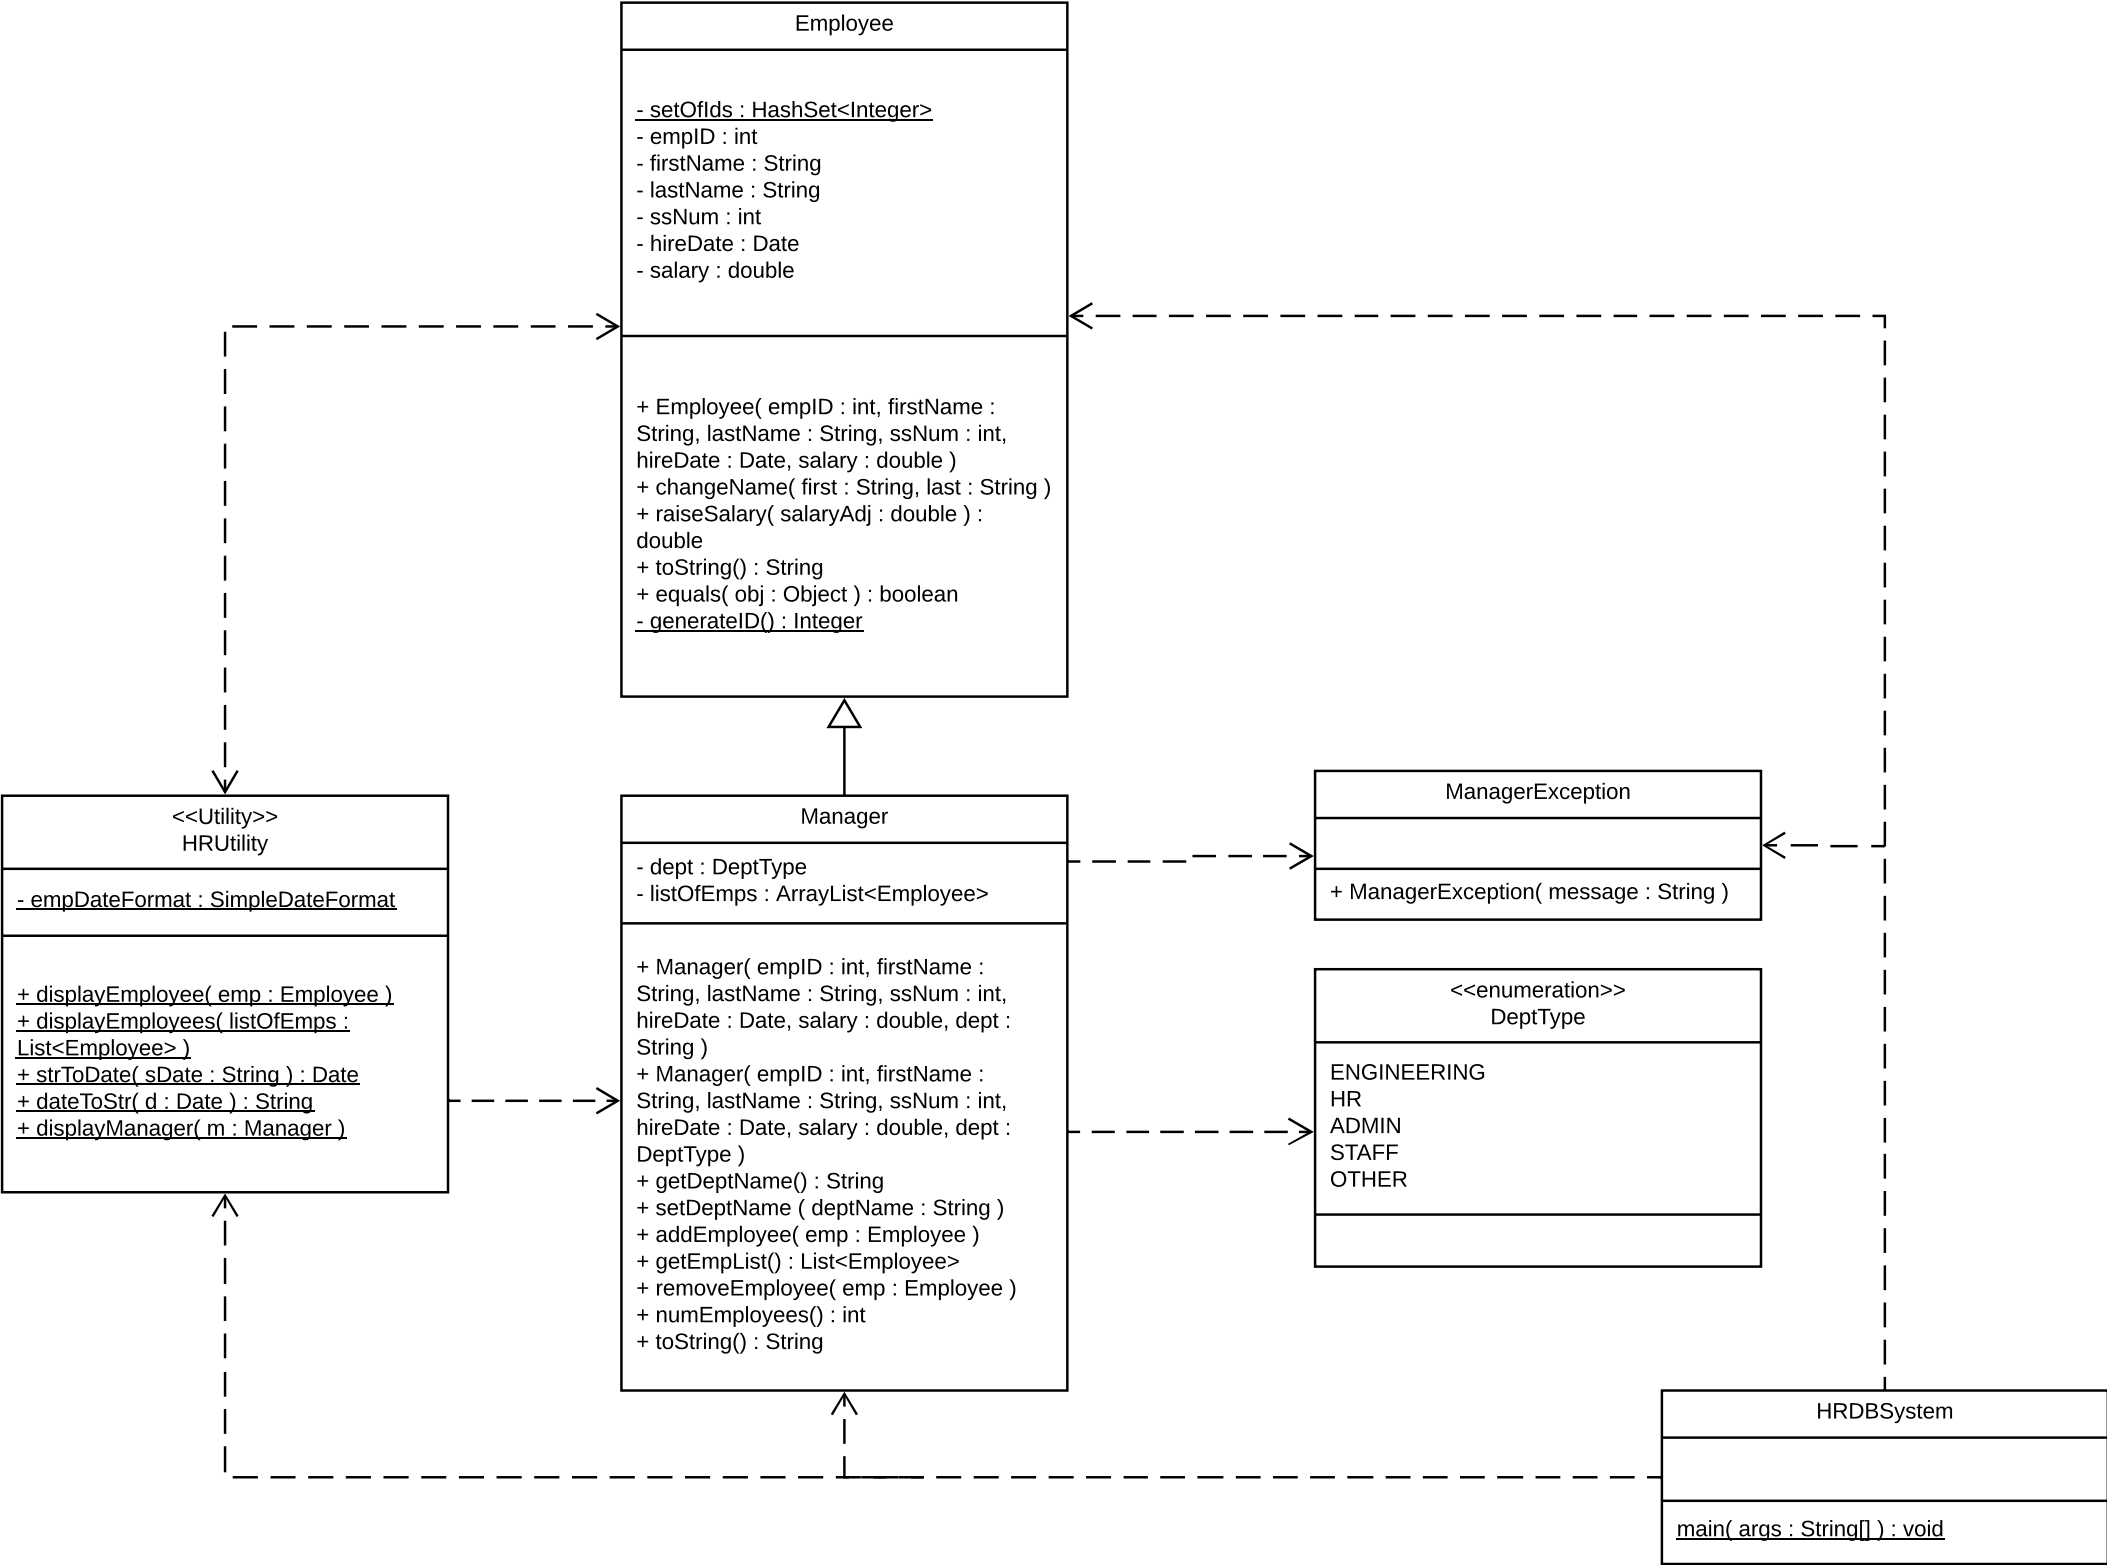 Employee
- setOfIds : HashSet<Integer>
- empID : int
- firstName : String
- lastName : String
- ssNum : int
- hireDate : Date
- salary : double
+ Employee( empID : int, firstName :
String, lastName : String, ssNum : int,
hireDate : Date, salary : double )
+ changeName( first : String, last : String )
+ raiseSalary( salaryAdj : double ) :
double
+ toString() : String
+ equals( obj : Object ) : boolean
- generateID() : Integer
<<Utility>>
HRUtility
- empDateFormat : SimpleDateFormat
+ displayEmployee( emp : Employee )
+ displayEmployees( listOfEmps :
List<Employee> )
+ strToDate( sDate : String ) : Date
+ dateToStr( d : Date ) : String
+ displayManager( m : Manager )
Manager
- dept : DeptType
- listOfEmps : ArrayList<Employee>
+ Manager( empID : int, firstName :
String, lastName : String, ssNum : int,
hireDate : Date, salary : double, dept :
String )
+ Manager( empID : int, firstName :
String, lastName : String, ssNum : int,
hireDate : Date, salary : double, dept :
DeptType )
+ getDeptName() : String
+ setDeptName ( deptName : String )
+ addEmployee( emp : Employee )
+ getEmpList() : List<Employee>
+ removeEmployee( emp : Employee )
+ numEmployees() : int
+ toString() : String
ManagerException
+ ManagerException( message : String )
<<enumeration>>
DeptType
ENGINEERING
HR
ADMIN
STAFF
OTHER
HRDBSystem
main( args : String[] ) : void